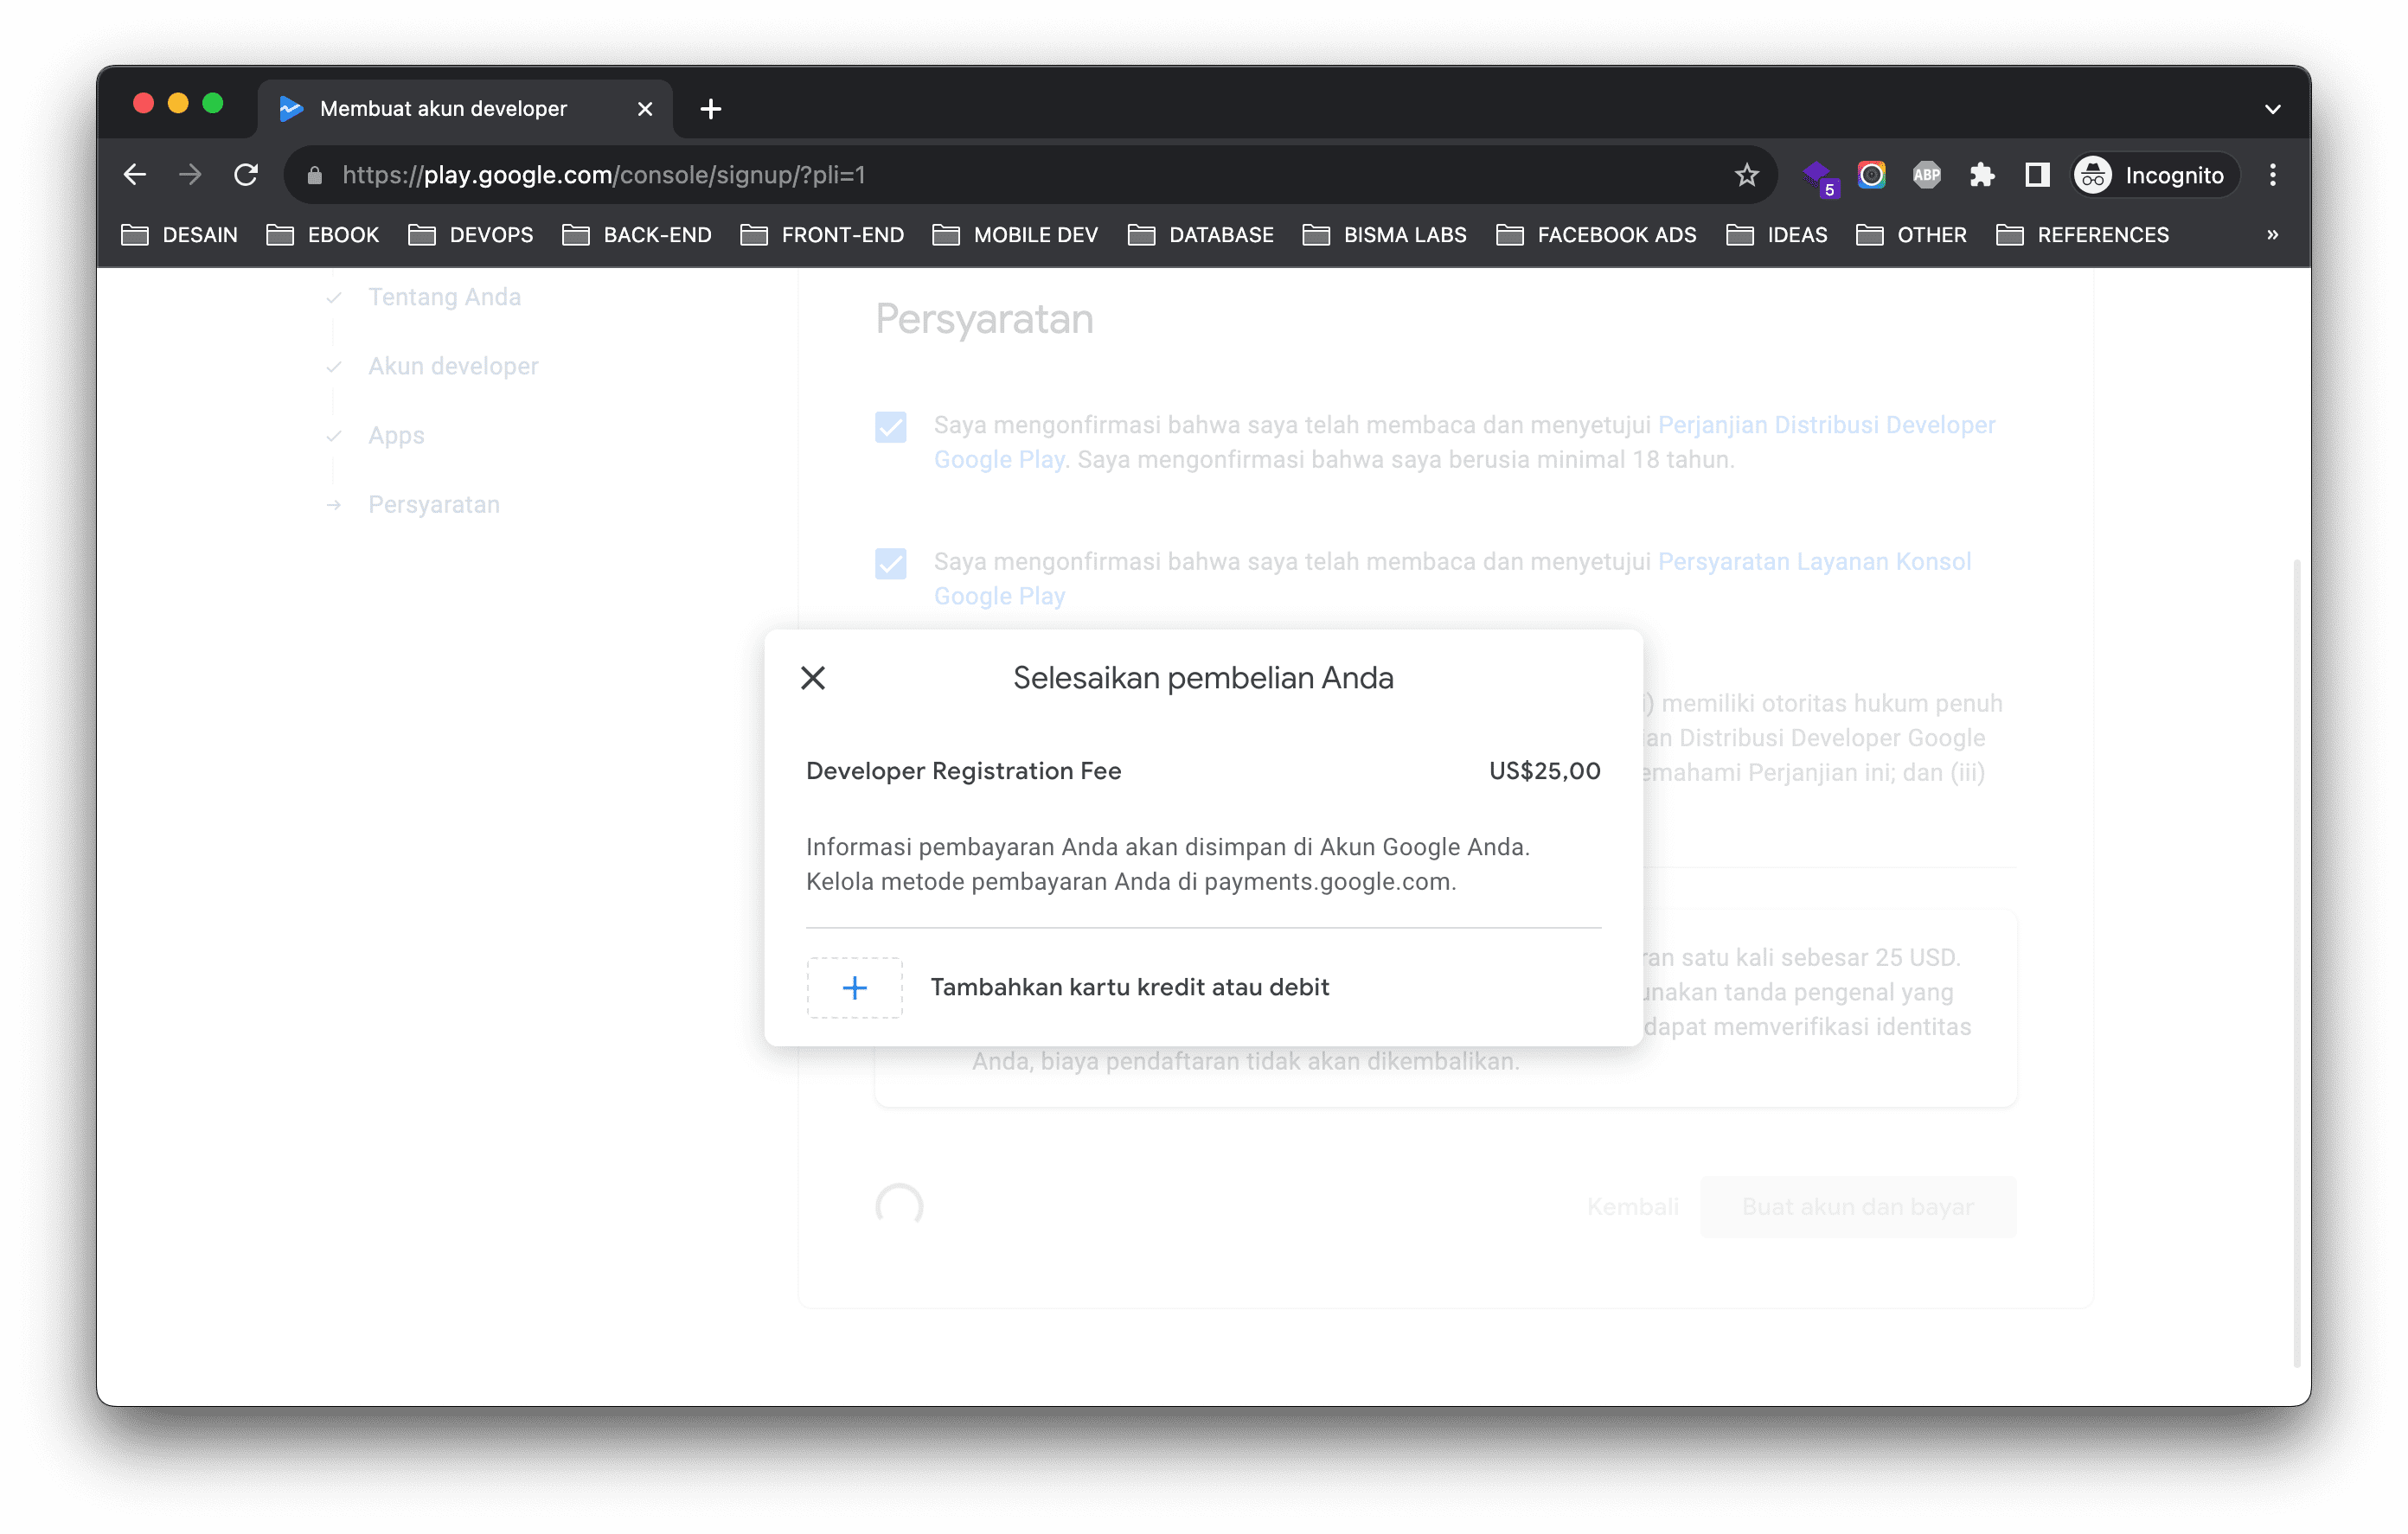 Membuat akun developer
https://play.google.com/console/signup/?pli=1
5
ABP
Incognito
DESAIN
EBOOK
DEVOPS
BACK-END
FRONT-END
MOBILE DEV
DATABASE
BISMA LABS
FACEBOOK ADS
IDEAS
OTHER
REFERENCES
»
Tentang Anda
Akun developer
Apps
Persyaratan
Persyaratan
Saya mengonfirmasi bahwa saya telah membaca dan menyetujui Perjanjian Distribusi Developer
Google Play. Saya mengonfirmasi bahwa saya berusia minimal 18 tahun.
Saya mengonfirmasi bahwa saya telah membaca dan menyetujui Persyaratan Layanan Konsol
Google Play
memiliki otoritas hukum penuh
Distribusi Developer Google
Perjanjian ini; dan (iii)
Selesaikan pembelian Anda
Developer Registration Fee
US$25,00
Informasi pembayaran Anda akan disimpan di Akun Google Anda.
Kelola metode pembayaran Anda di payments.google.com.
Tambahkan kartu kredit atau debit
satu kali sebesar 25 USD.
tanda pengenal yang
dapat memverifikasi identitas
Anda, biaya pendaftaran tidak akan dikembalikan.
Kembali
Buat akun dan bayar